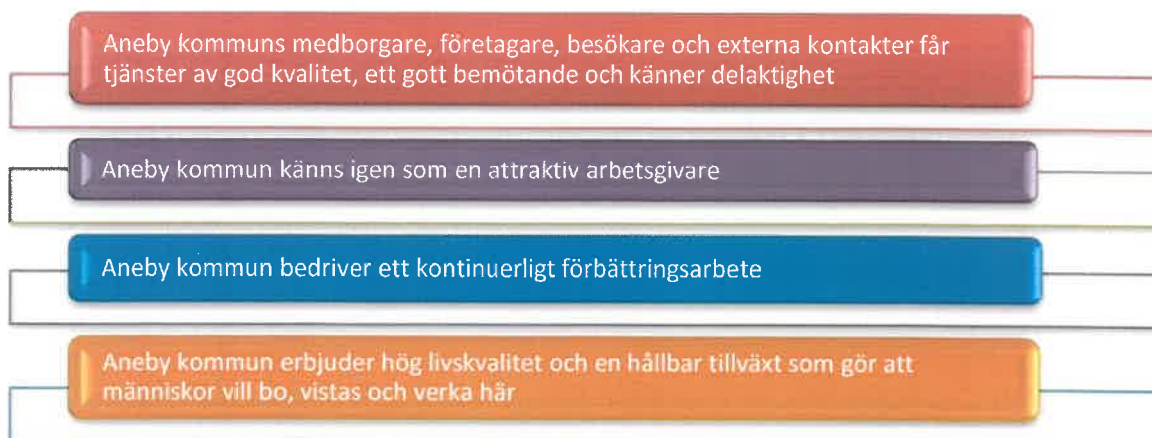 Aneby kommuns medborgare, företagare, besökare och externa kontakter får
tjänster av god kvalitet, ett gott bemötande och känner delaktighet
Aneby kommun känns igen som en attraktiv arbetsgivare
Aneby kommun bedriver ett kontinuerligt förbättringsarbete
Aneby kommun erbjuder hög livskvalitet och en hållbar tillväxt som gör att
människor vill bo, vistas och verka här